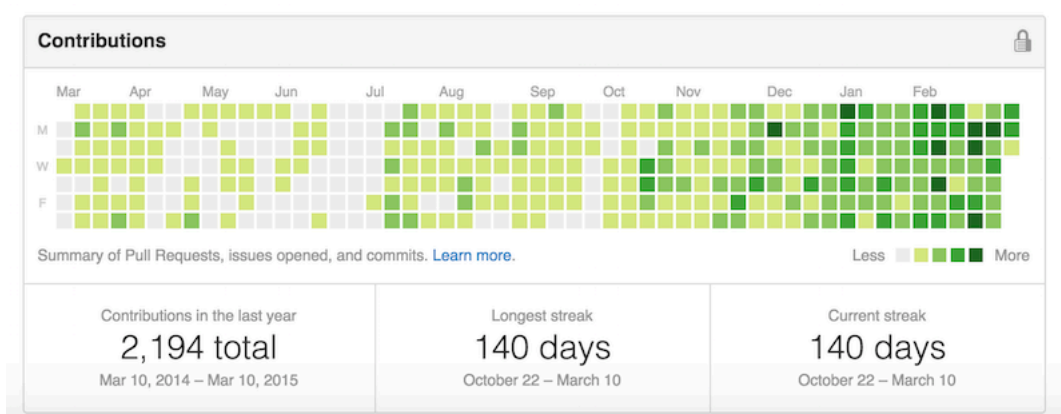 Contributions
Mar Apr May Jun Jul Aug Sep Oct Nov Dec Jan Feb
M
W
F
Summary of Pull Requests, issues opened, and commits. Learn more.
Less More
Contributions in the last year
2,194 total
Mar 10, 2014 – Mar 10, 2015
Longest streak
140 days
October 22 – March 10
Current streak
140 days
October 22 – March 10